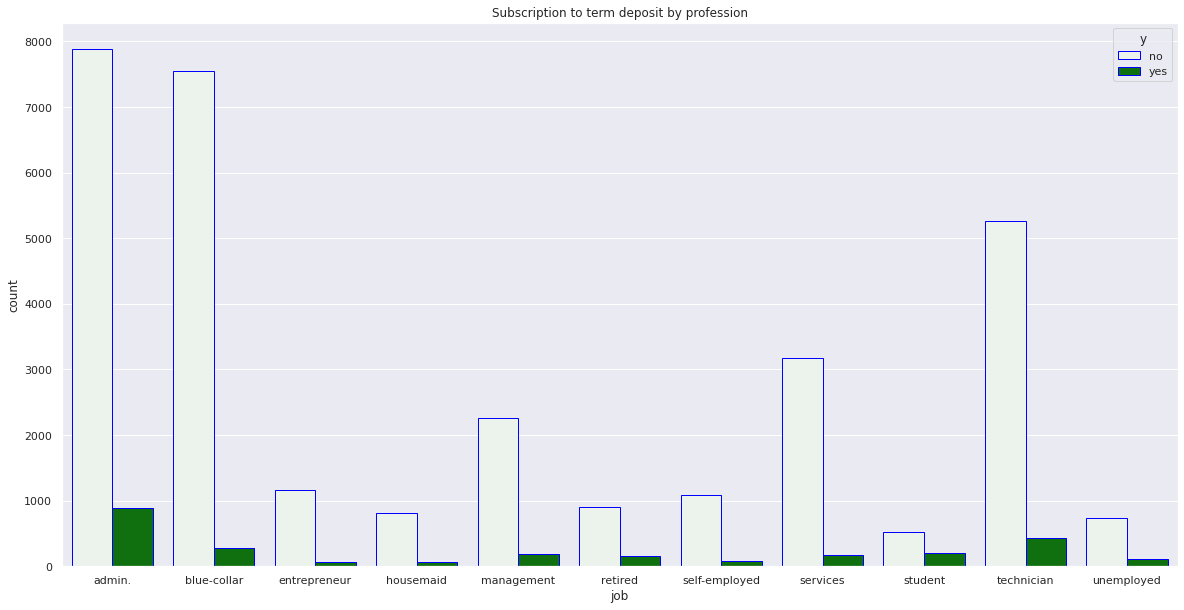 Subscription to term deposit by profession
y
no
yes
8000
7000
6000
5000
4000
3000
2000
1000
0
count
admin. blue-collar entrepreneur housemaid management retired self-employed services student technician unemployed
job